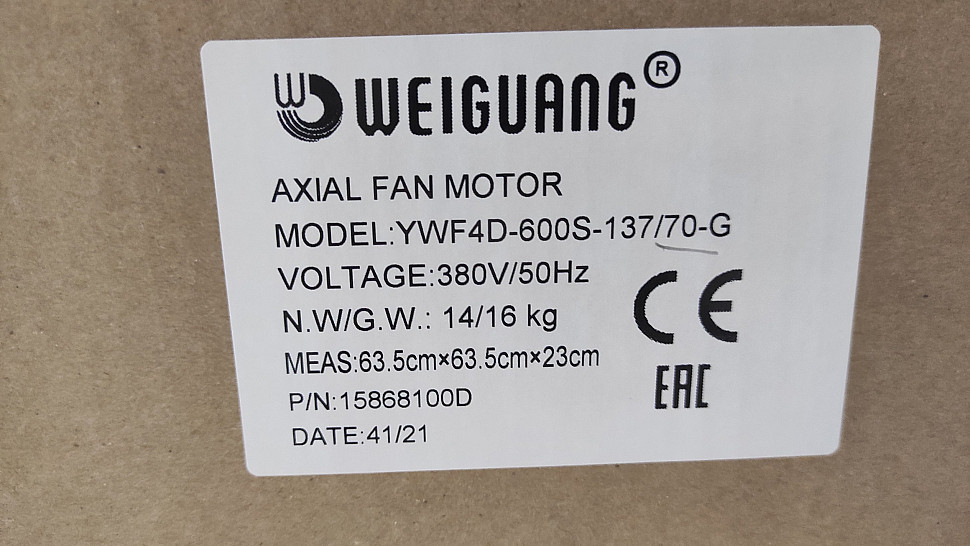 WEIGUANG®
AXIAL FAN MOTOR
MODEL:YWF4D-600S-137/70-G
VOLTAGE:380V/50Hz
N.W/G.W.: 14/16 kg
MEAS:63.5cm×63.5cm×23cm
P/N:15868100D
DATE:41/21
CE
EAC